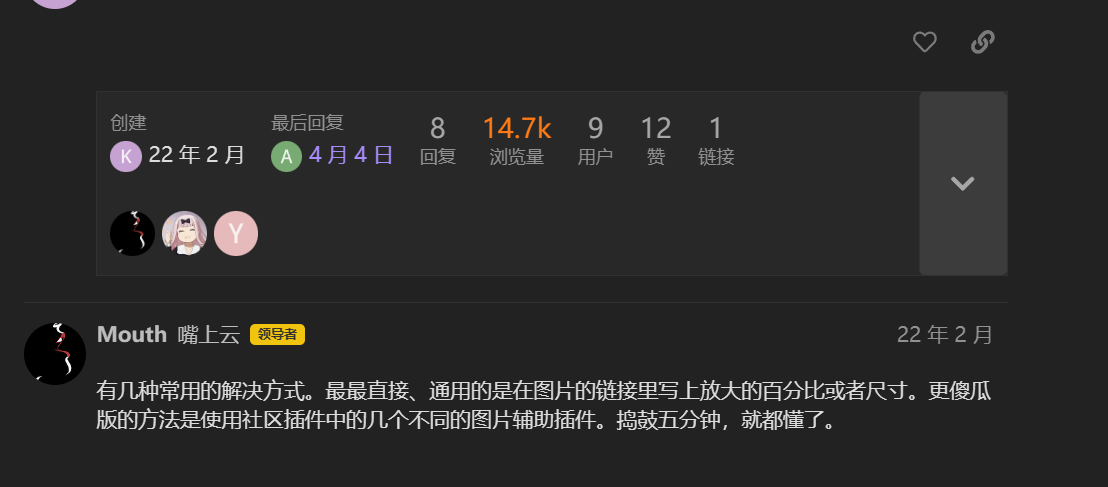 创建
K 22 年 2 月
最后回复
A 4 月 4 日
8
回复
14.7k
浏览量
9
用户
12
赞
1
链接
Y
Mouth 嘴上云 领导者 22 年 2 月
有几种常用的解决方式。最最直接、通用的是在图片的链接里写上放大的百分比或者尺寸。更傻瓜
版的方法是使用社区插件中的几个不同的图片辅助插件。捣鼓五分钟，就都懂了。